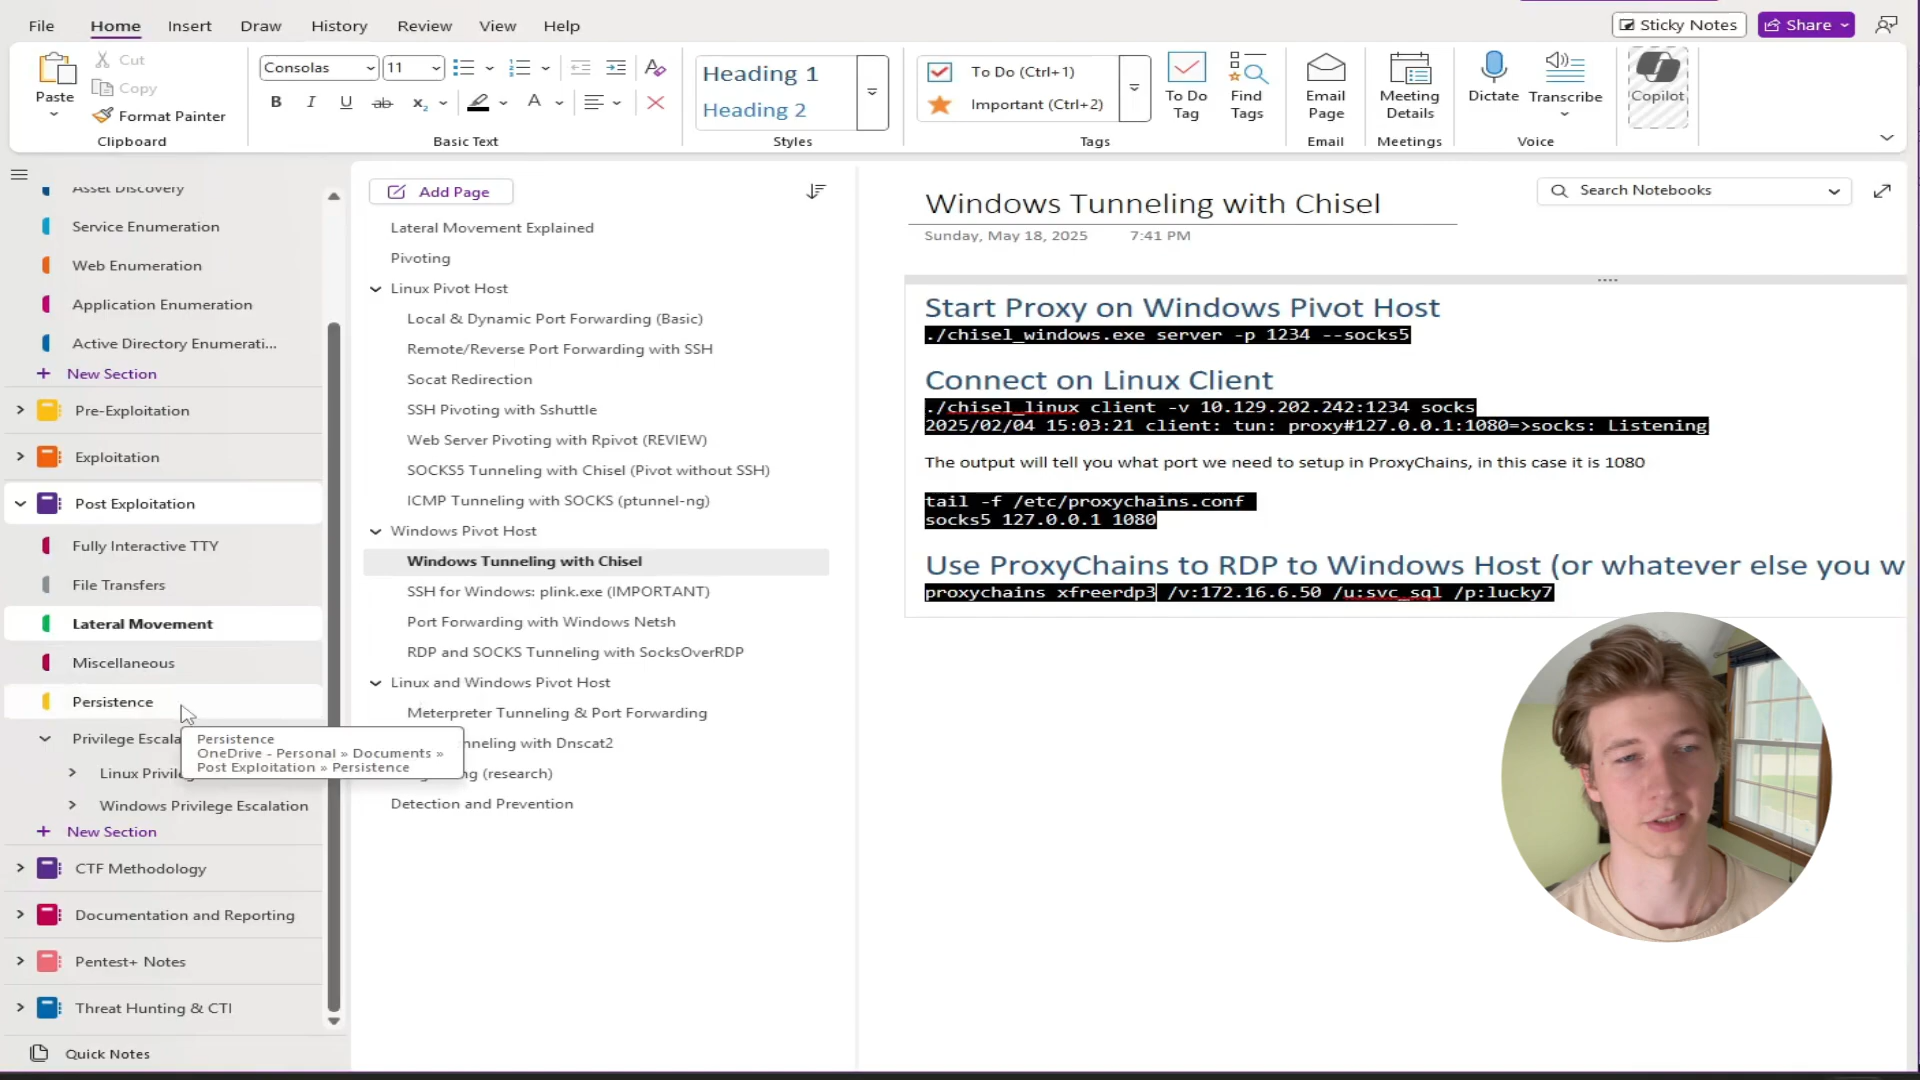 File Home Insert Draw History Review View Help
Sticky Notes Share
Paste
Cut
Copy
Format Painter
Clipboard
Consolas 11
B I U ab x₂ A
Basic Text
Heading 1
Heading 2
Styles
To Do (Ctrl+1)
Important (Ctrl+2)
Tags
To Do
Tag
Find
Tags
Email
Page
Email
Meeting
Details
Meetings
Dictate
Transcribe
Voice
Copilot
Asset Discovery
Service Enumeration
Web Enumeration
Application Enumeration
Active Directory Enumerati...
New Section
Pre-Exploitation
Exploitation
Post Exploitation
Fully Interactive TTY
File Transfers
Lateral Movement
Miscellaneous
Persistence
Privilege Escala
Linux Privile
Windows Privilege Escalation
New Section
CTF Methodology
Documentation and Reporting
Pentest+ Notes
Threat Hunting & CTI
Quick Notes
Persistence
OneDrive - Personal » Documents »
Post Exploitation » Persistence
Add Page
Lateral Movement Explained
Pivoting
Linux Pivot Host
Local & Dynamic Port Forwarding (Basic)
Remote/Reverse Port Forwarding with SSH
Socat Redirection
SSH Pivoting with Sshuttle
Web Server Pivoting with Rpivot (REVIEW)
SOCKS5 Tunneling with Chisel (Pivot without SSH)
ICMP Tunneling with SOCKS (ptunnel-ng)
Windows Pivot Host
Windows Tunneling with Chisel
SSH for Windows: plink.exe (IMPORTANT)
Port Forwarding with Windows Netsh
RDP and SOCKS Tunneling with SocksOverRDP
Linux and Windows Pivot Host
Meterpreter Tunneling & Port Forwarding
nneling with Dnscat2
(research)
Detection and Prevention
Search Notebooks
Windows Tunneling with Chisel
Sunday, May 18, 2025 7:41 PM
Start Proxy on Windows Pivot Host
./chisel_windows.exe server -p 1234 --socks5
Connect on Linux Client
./chisel_linux client -v 10.129.202.242:1234 socks
2025/02/04 15:03:21 client: tun: proxy#127.0.0.1:1080=>socks: Listening
The output will tell you what port we need to setup in ProxyChains, in this case it is 1080
tail -f /etc/proxychains.conf
socks5 127.0.0.1 1080
Use ProxyChains to RDP to Windows Host (or whatever else you w
proxychains xfreerdp3 /v:172.16.6.50 /u:svc_sql /p:lucky7